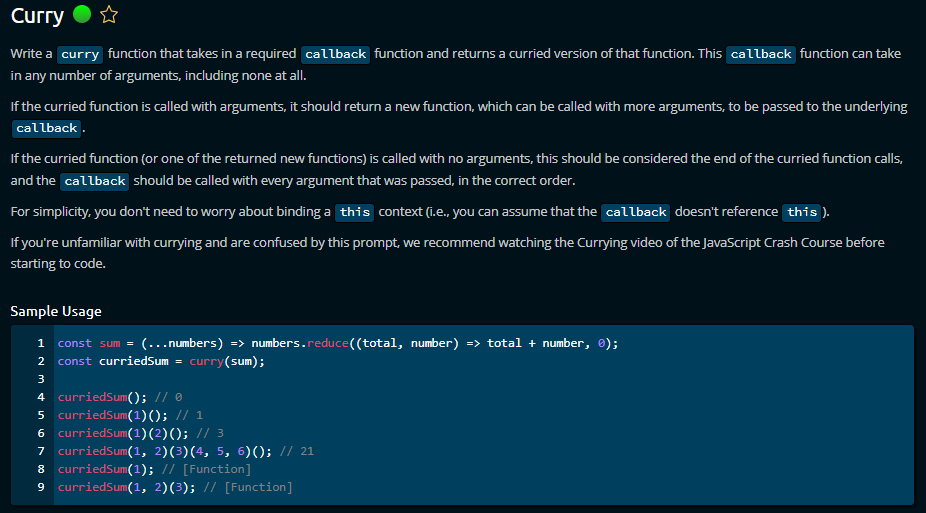 Curry
Write a curry function that takes in a required callback function and returns a curried version of that function. This callback function can take
in any number of arguments, including none at all.
If the curried function is called with arguments, it should return a new function, which can be called with more arguments, to be passed to the underlying
callback.
If the curried function (or one of the returned new functions) is called with no arguments, this should be considered the end of the curried function calls,
and the callback should be called with every argument that was passed, in the correct order.
For simplicity, you don't need to worry about binding a this context (i.e., you can assume that the callback doesn't reference this).
If you're unfamiliar with currying and are confused by this prompt, we recommend watching the Currying video of the JavaScript Crash Course before
starting to code.
Sample Usage
1 const sum = (...numbers) => numbers.reduce((total, number) => total + number, 0);
2 const curriedSum = curry(sum);
3
4 curriedSum(); // 0
5 curriedSum(1)(); // 1
6 curriedSum(1)(2)(); // 3
7 curriedSum(1, 2)(3)(4, 5, 6)(); // 21
8 curriedSum(1); // [Function]
9 curriedSum(1, 2)(3); // [Function]